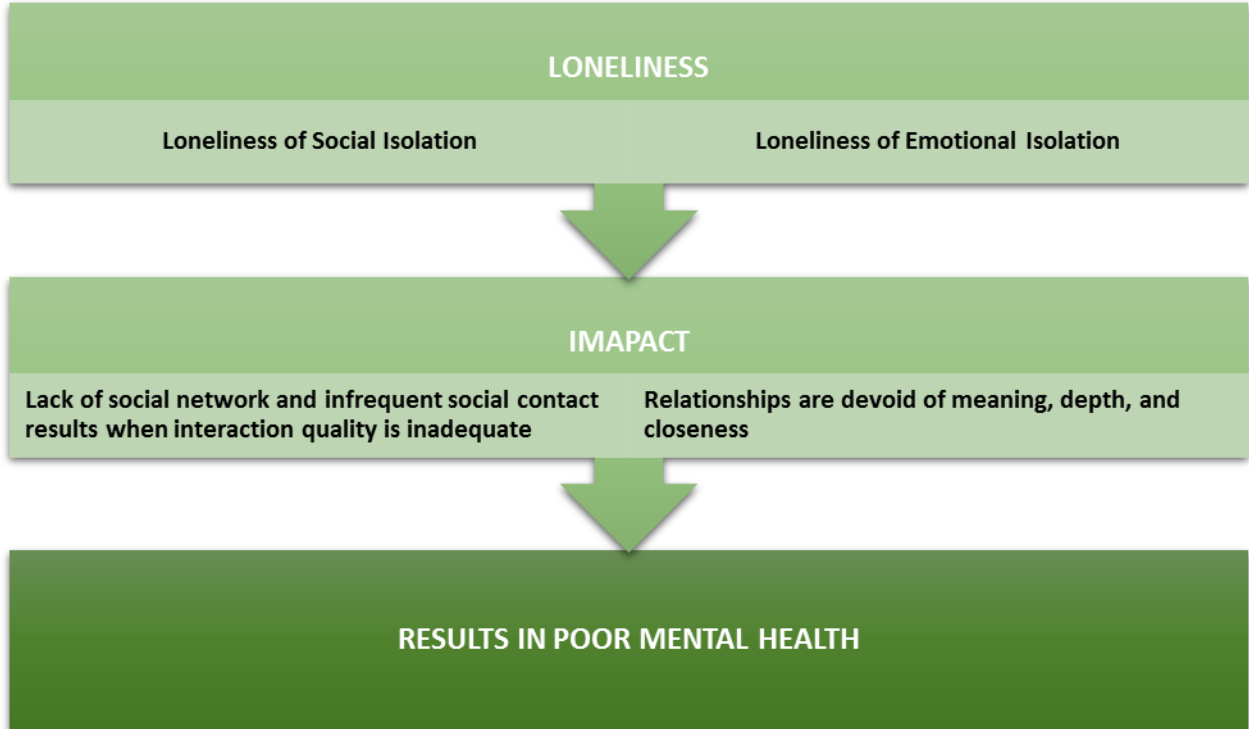 LONELINESS
Loneliness of Social Isolation
Loneliness of Emotional Isolation
IMAPACT
Lack of social network and infrequent social contact
results when interaction quality is inadequate
Relationships are devoid of meaning, depth, and
closeness
RESULTS IN POOR MENTAL HEALTH